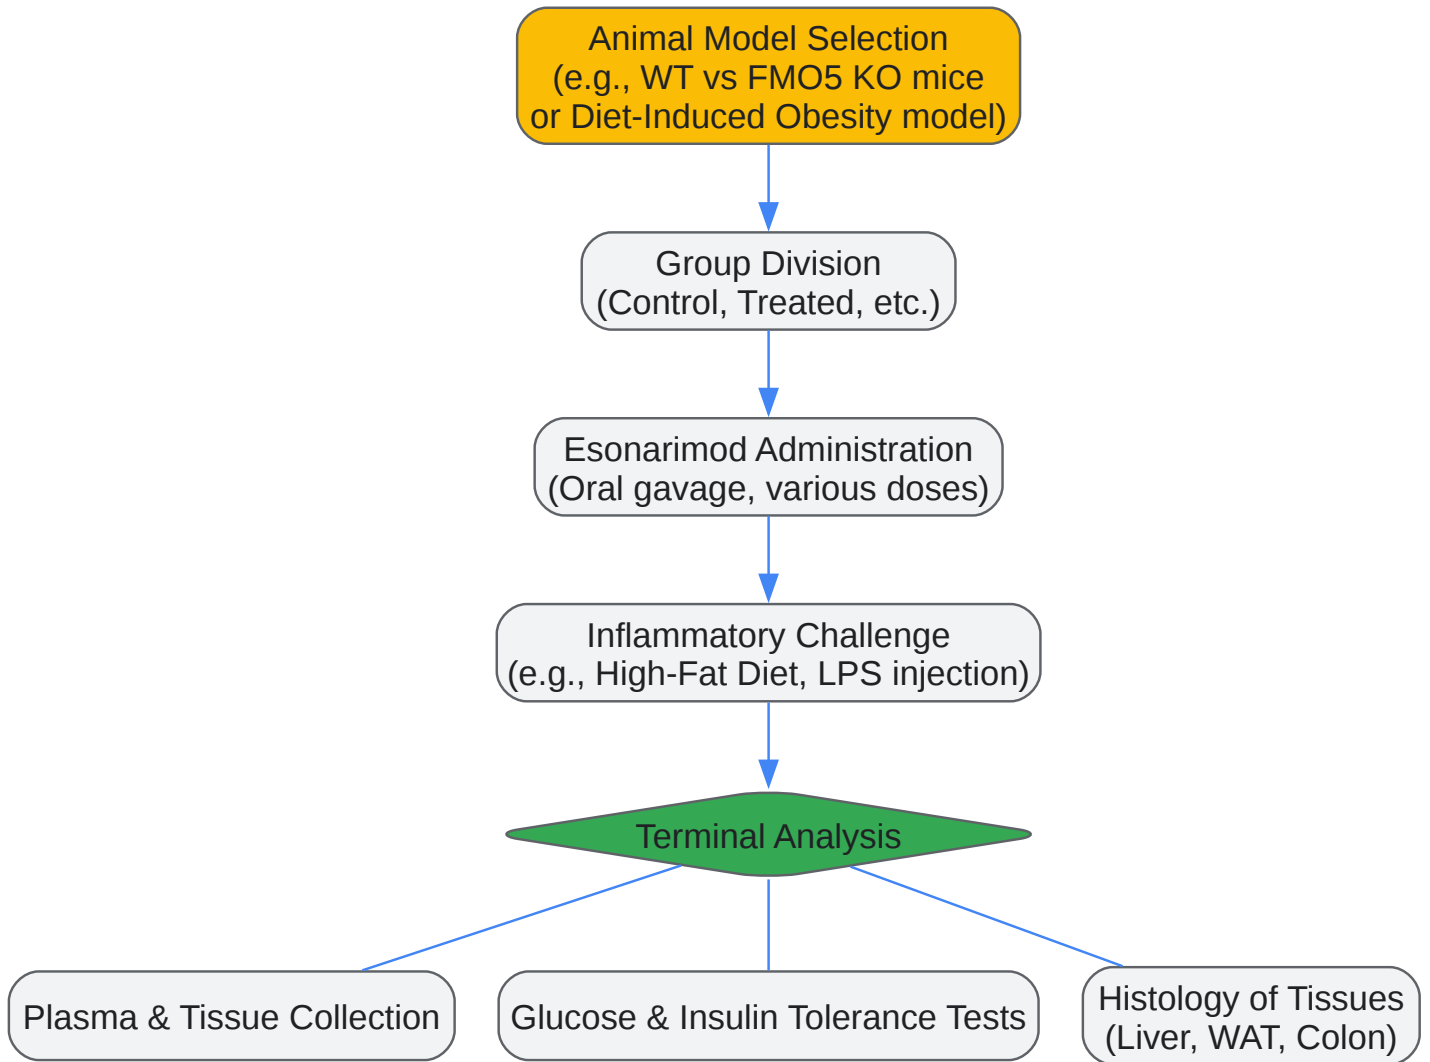 Animal Model Selection
(e.g., WT vs FMO5 KO mice
or Diet-Induced Obesity model)
Group Division
(Control, Treated, etc.)
Esonarimod Administration
(Oral gavage, various doses)
Inflammatory Challenge
(e.g., High-Fat Diet, LPS injection)
Terminal Analysis
Plasma & Tissue Collection
Glucose & Insulin Tolerance Tests
Histology of Tissues
(Liver, WAT, Colon)